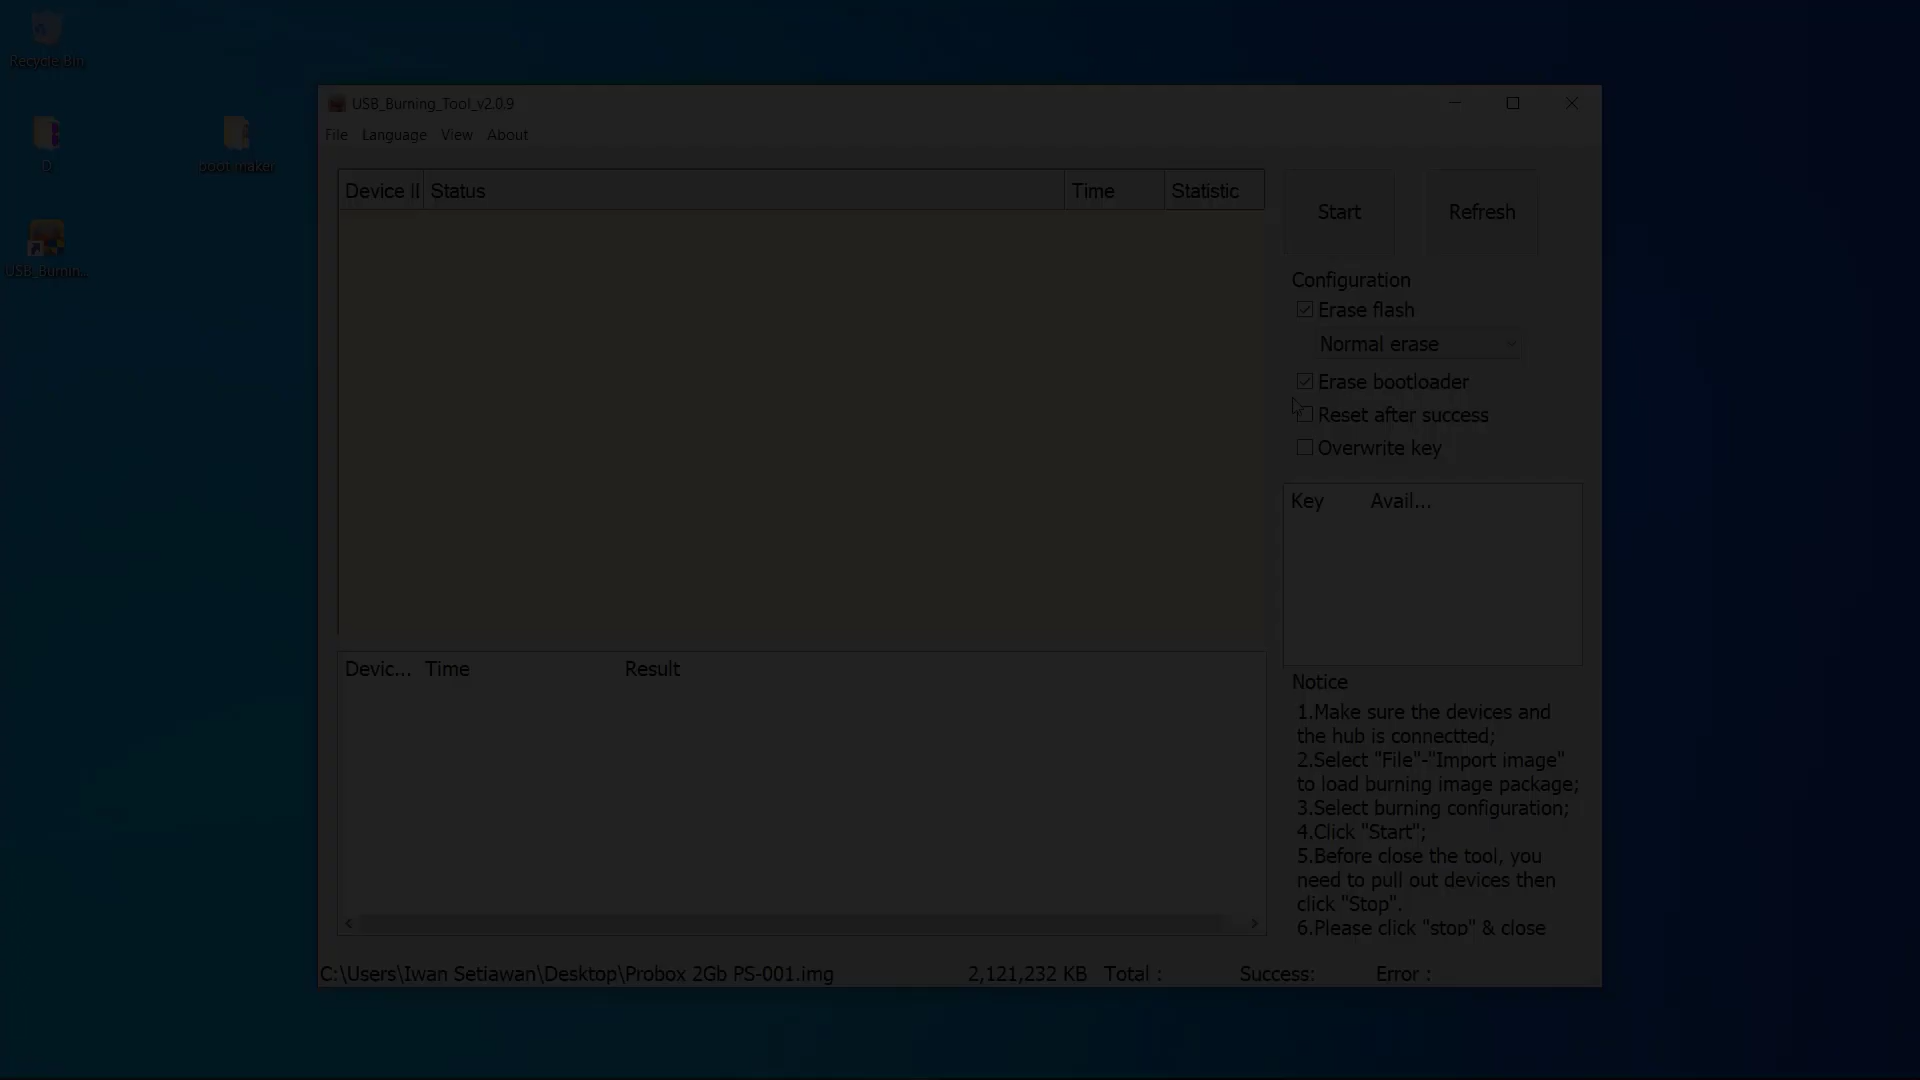 Recycle Bin
D
boot maker
USB_Burnin...
USB_Burning_Tool_v2.0.9
File Language View About
Device II Status Time Statistic
Start Refresh
Configuration
Erase flash
Normal erase
Erase bootloader
Reset after success
Overwrite key
Key Avail...
Devic... Time Result
Notice
1.Make sure the devices and
the hub is connectted;
2.Select "File"-"Import image"
to load burning image package;
3.Select burning configuration;
4.Click "Start";
5.Before close the tool, you
need to pull out devices then
click "Stop".
6.Please click "stop" & close
C:\Users\Iwan Setiawan\Desktop\Probox 2Gb PS-001.img 2,121,232 KB Total : Success: Error :